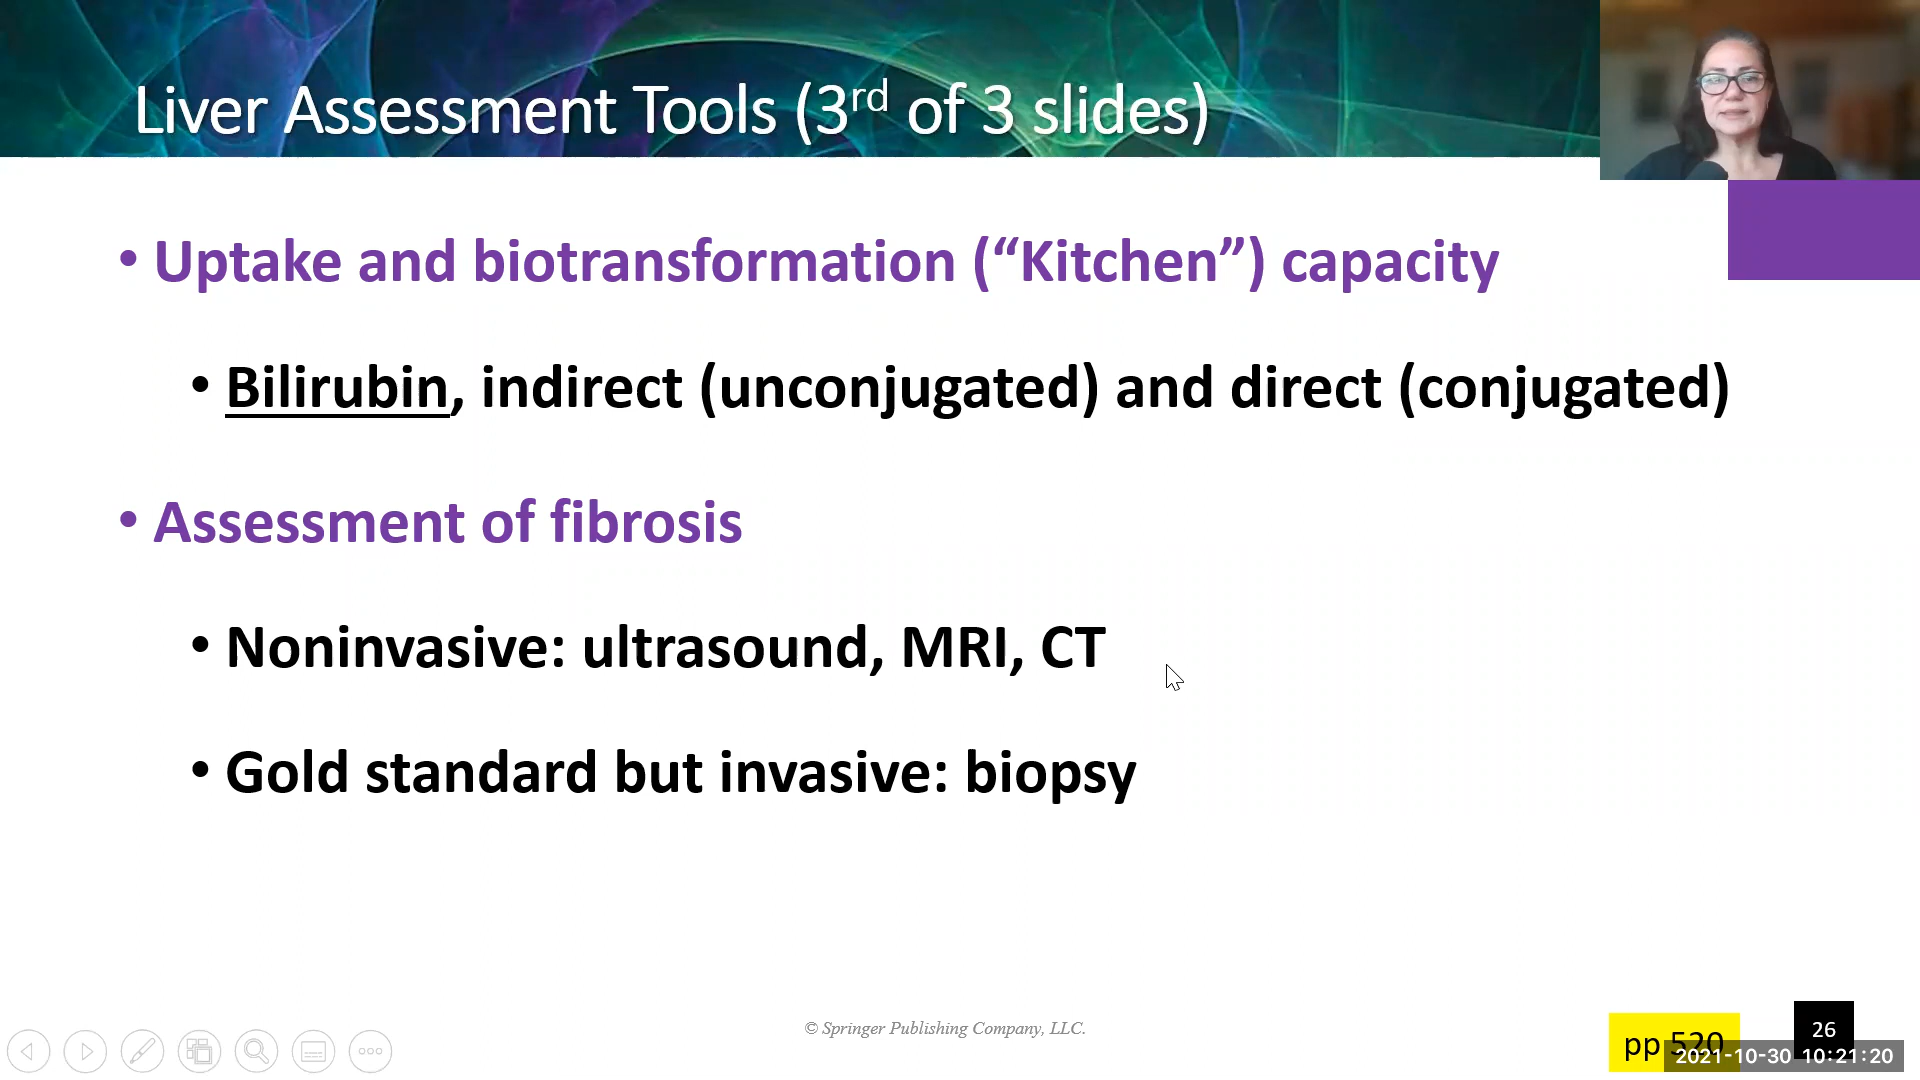 Liver Assessment Tools (3rd of 3 slides)
• Uptake and biotransformation (“Kitchen”) capacity
• Bilirubin, indirect (unconjugated) and direct (conjugated)
• Assessment of fibrosis
• Noninvasive: ultrasound, MRI, CT
• Gold standard but invasive: biopsy
© Springer Publishing Company, LLC.
pp 520
26
2021-10-30 10:21:20